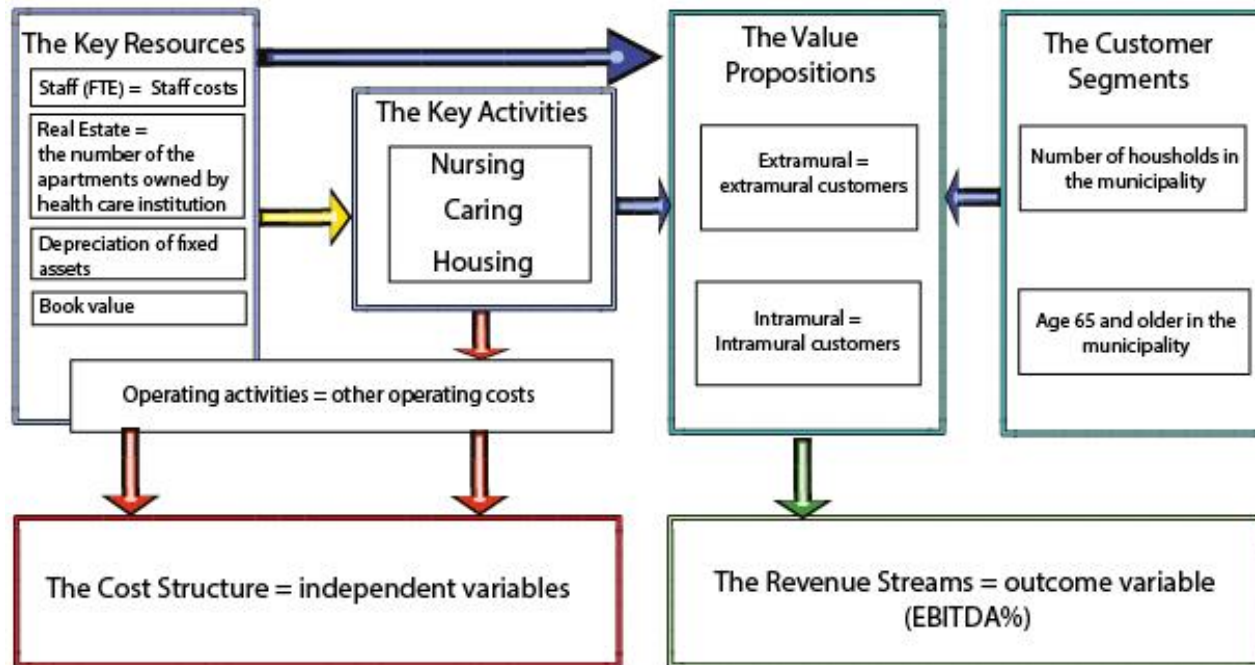 The Key Resources
Staff (FTE) = Staff costs
Real Estate =
the number of the
apartments owned by
health care institution
Depreciation of fixed
assets
Book value
The Key Activities
Nursing
Caring
Housing
Operating activities = other operating costs
The Value
Propositions
Extramural =
extramural customers
Intramural =
Intramural customers
The Customer
Segments
Number of housholds in
the municipality
Age 65 and older in the
municipality
The Cost Structure = independent variables
The Revenue Streams = outcome variable
(EBITDA%)